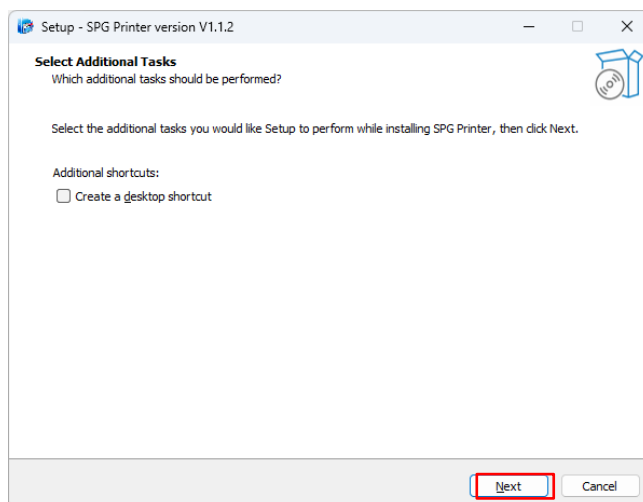 Setup - SPG Printer version V1.1.2
Select Additional Tasks
Which additional tasks should be performed?
Select the additional tasks you would like Setup to perform while installing SPG Printer, then click Next.
Additional shortcuts:
Create a desktop shortcut
Next
Cancel